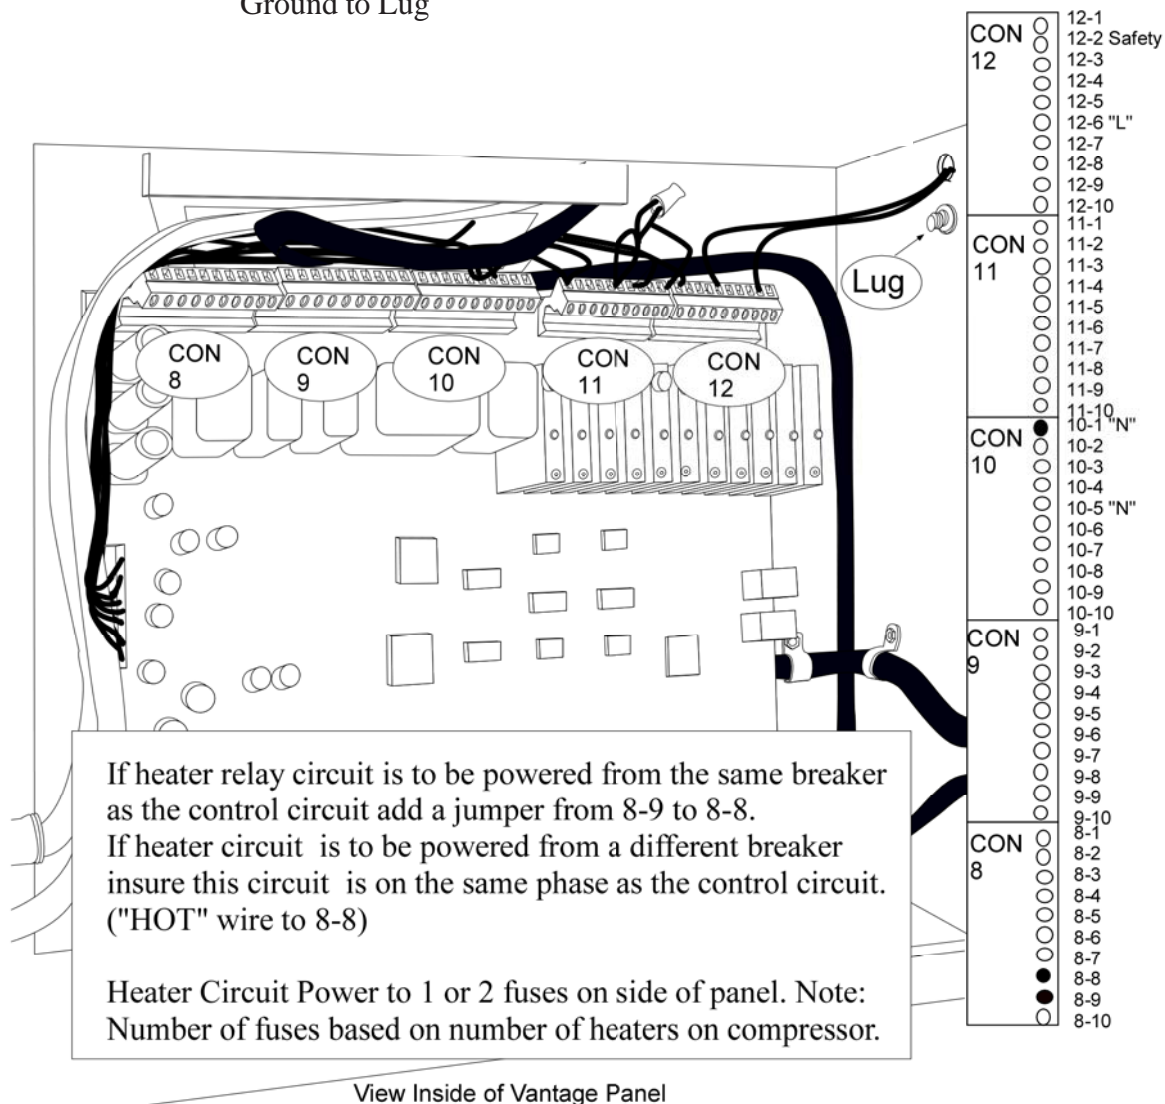 Ground to Lug
CON 12
12-1
12-2 Safety
12-3
12-4
12-5
12-6 "L"
12-7
12-8
12-9
12-10
CON 11
11-1
11-2
11-3
11-4
11-5
11-6
11-7
11-8
11-9
11-10
CON 10
10-1 "N"
10-2
10-3
10-4
10-5 "N"
10-6
10-7
10-8
10-9
10-10
CON 9
9-1
9-2
9-3
9-4
9-5
9-6
9-7
9-8
9-9
9-10
CON 8
8-1
8-2
8-3
8-4
8-5
8-6
8-7
8-8
8-9
8-10
Lug
CON 8
CON 9
CON 10
CON 11
CON 12
If heater relay circuit is to be powered from the same breaker
as the control circuit add a jumper from 8-9 to 8-8.
If heater circuit is to be powered from a different breaker
insure this circuit is on the same phase as the control circuit.
("HOT" wire to 8-8)
Heater Circuit Power to 1 or 2 fuses on side of panel. Note:
Number of fuses based on number of heaters on compressor.
View Inside of Vantage Panel